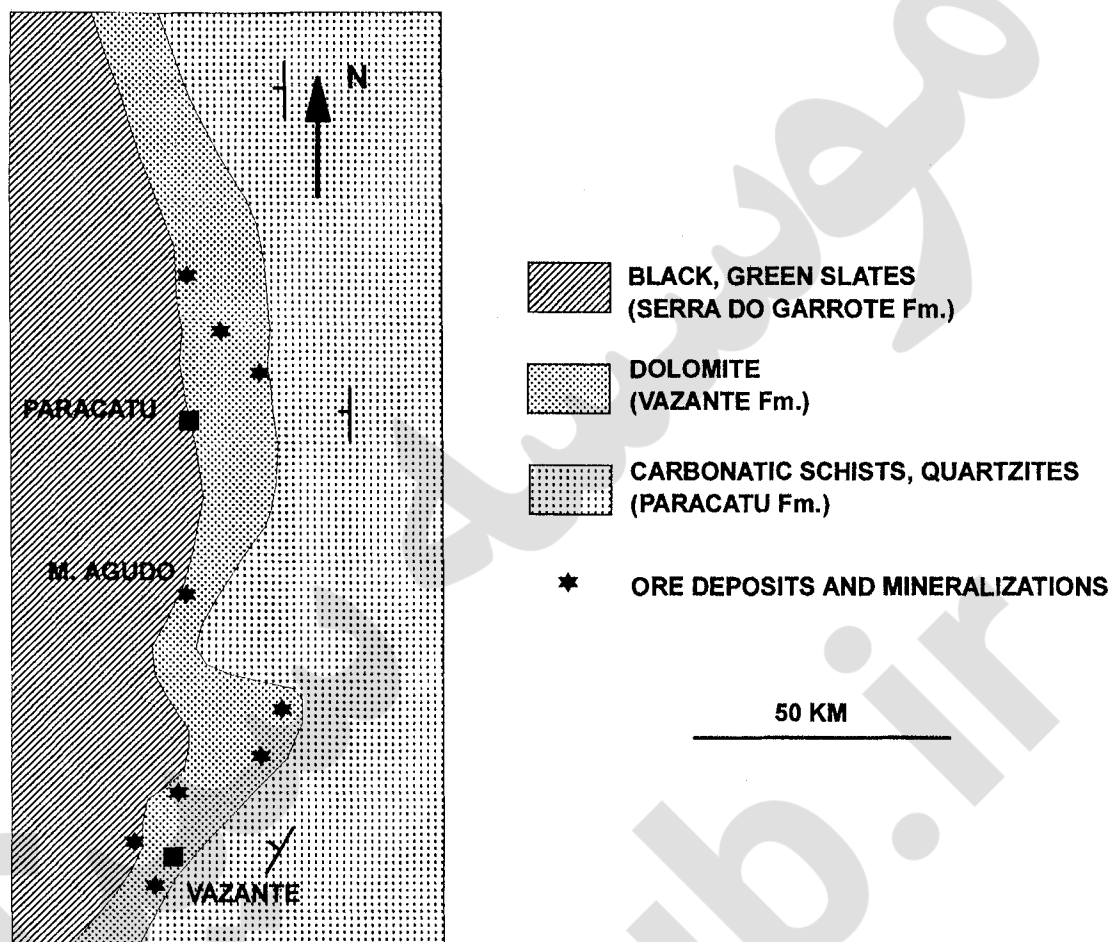 N
PARACATU
M. AGUDO
VAZANTE
BLACK, GREEN SLATES
(SERRA DO GARROTE Fm.)
DOLOMITE
(VAZANTE Fm.)
CARBONATIC SCHISTS, QUARTZITES
(PARACATU Fm.)
ORE DEPOSITS AND MINERALIZATIONS
50 KM